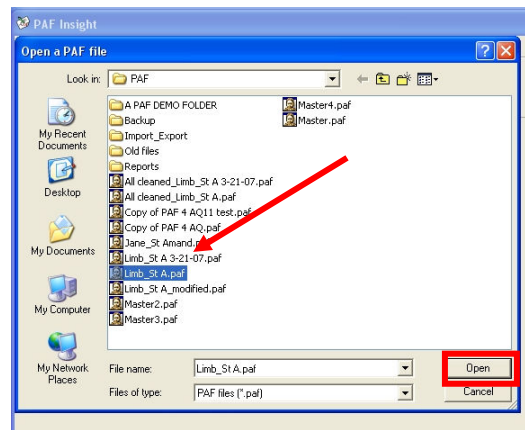 PAF Insight
Open a PAF file
Look in: PAF
My Recent Documents
Desktop
My Documents
My Computer
My Network Places
A PAF DEMO FOLDER
Backup
Import_Export
Old files
Reports
All cleaned_Limb_St A 3-21-07.paf
All cleaned_Limb_St A.paf
Copy of PAF 4 AQ11 test.paf
Copy of PAF 4 AQ.paf
Jane_St Amand.paf
Limb_St A 3-21-07.paf
Limb_St A.paf
Limb_St A_modified.paf
Master2.paf
Master3.paf
Master4.paf
Master.paf
File name: Limb_St A.paf Open
Files of type: PAF files (*.paf) Cancel